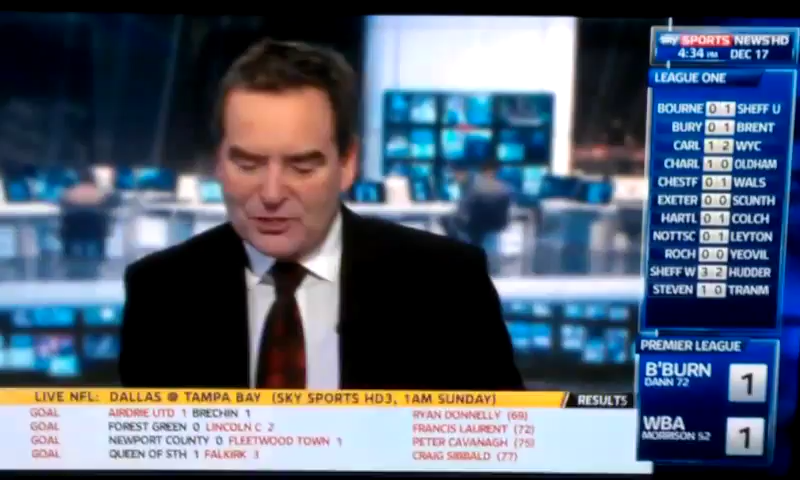 sky SPORTS NEWS HD
4:34 PM DEC 17
LEAGUE ONE
BOURNE 0 1 SHEFF U
BURY 0 1 BRENT
CARL 1 2 WYC
CHARL 1 0 OLDHAM
CHESTF 0 1 WALS
EXETER 0 0 SCUNTH
HARTL 0 1 COLCH
NOTTSC 0 1 LEYTON
ROCH 0 0 YEOVIL
SHEFF W 3 2 HUDDER
STEVEN 1 0 TRANM
PREMIER LEAGUE
B'BURN 1
DANN 72
WBA 1
MORRISON 52
LIVE NFL: DALLAS @ TAMPA BAY (SKY SPORTS HD3, 1AM SUNDAY) RESULTS
GOAL AIRDRIE UTD 1 BRECHIN 1 RYAN DONNELLY (69)
GOAL FOREST GREEN 0 LINCOLN C 2 FRANCIS LAURENT (72)
GOAL NEWPORT COUNTY 0 FLEETWOOD TOWN 1 PETER CAVANAGH (75)
GOAL QUEEN OF STH 1 FALKIRK 3 CRAIG SIBBALD (77)